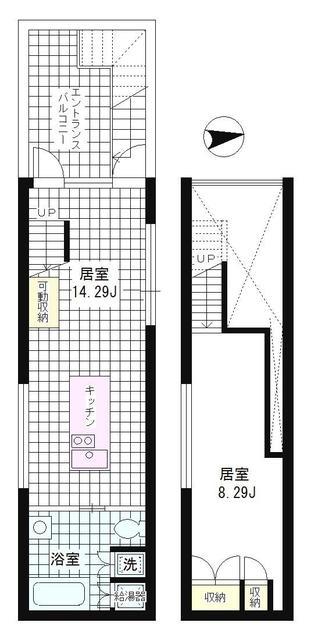 エントランス
バルコニー
UP
居室
14.29J
可動収納
キッチン
浴室
洗
給湯器
UP
居室
8.29J
収納
収納